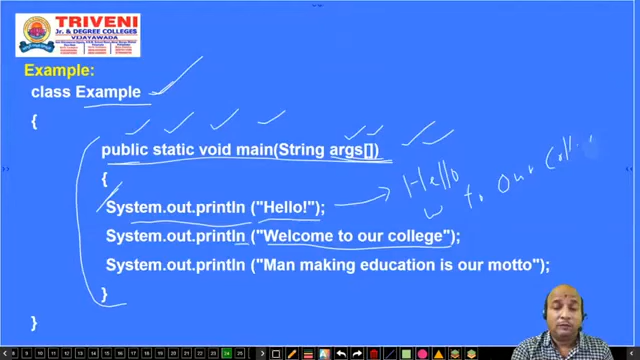 TRIVENI
Jr. & DEGREE COLLEGES
VIJAYAWADA
Example:
class Example
{
public static void main(String args[])
{
System.out.println ("Hello!");
Hello
W to Our
System.out.println ("Welcome to our college");
System.out.println ("Man making education is our motto");
}
}